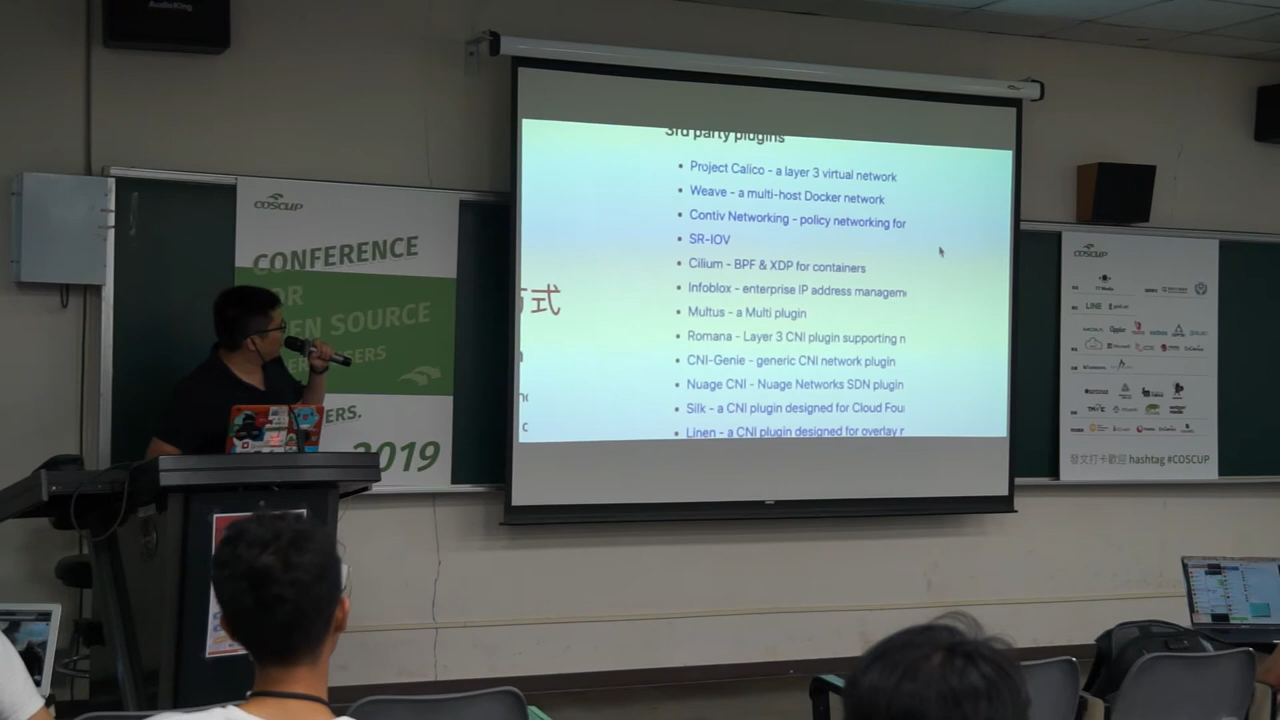 AudioKing
COSCUP
CONFERENCE
OR
EN SOURCE
ERS
ERS.
2019
式
3rd party plugins
• Project Calico - a layer 3 virtual network
• Weave - a multi-host Docker network
• Contiv Networking - policy networking for
• SR-IOV
• Cilium - BPF & XDP for containers
• Infoblox - enterprise IP address managem
• Multus - a Multi plugin
• Romana - Layer 3 CNI plugin supporting n
• CNI-Genie - generic CNI network plugin
• Nuage CNI - Nuage Networks SDN plugin
• Silk - a CNI plugin designed for Cloud Fou
• Linen - a CNI plugin designed for overlay r
COSCUP
LINE
發文打卡歡迎 hashtag #COSCUP